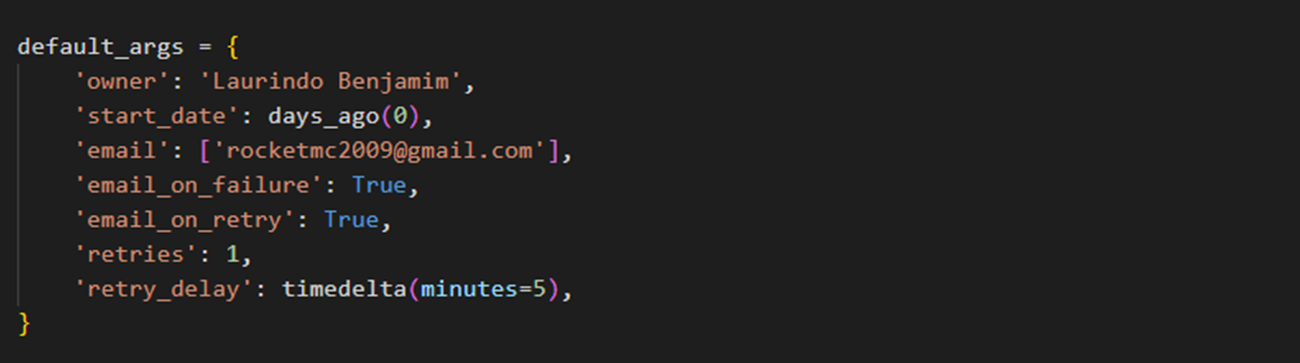 default_args = {
    'owner': 'Laurindo Benjamim',
    'start_date': days_ago(0),
    'email': ['rocketmc2009@gmail.com'],
    'email_on_failure': True,
    'email_on_retry': True,
    'retries': 1,
    'retry_delay': timedelta(minutes=5),
}